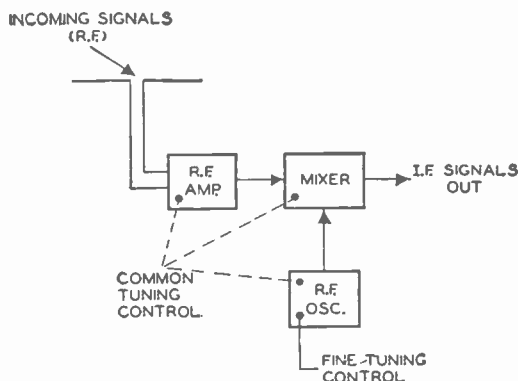 INCOMING SIGNALS
(R.F.)
R.F.
AMP.
MIXER
I.F. SIGNALS
OUT
COMMON
TUNING
CONTROL.
R.F.
OSC.
FINE-TUNING
CONTROL